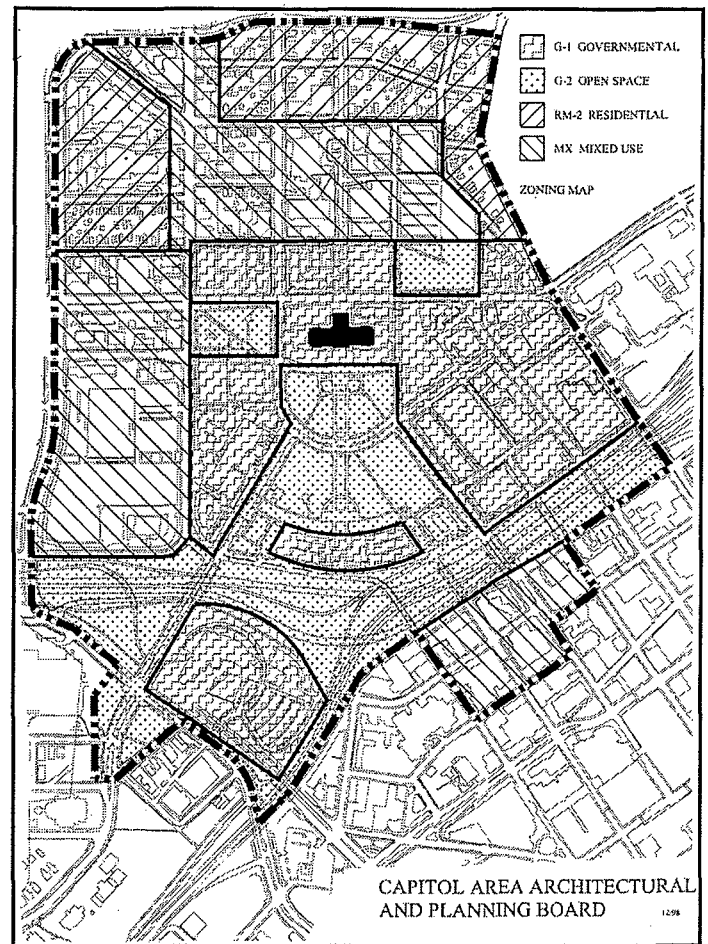 G-1 GOVERNMENTAL
G-2 OPEN SPACE
RM-2 RESIDENTIAL
MX MIXED USE
ZONING MAP
CAPITOL AREA ARCHITECTURAL
AND PLANNING BOARD
12/98